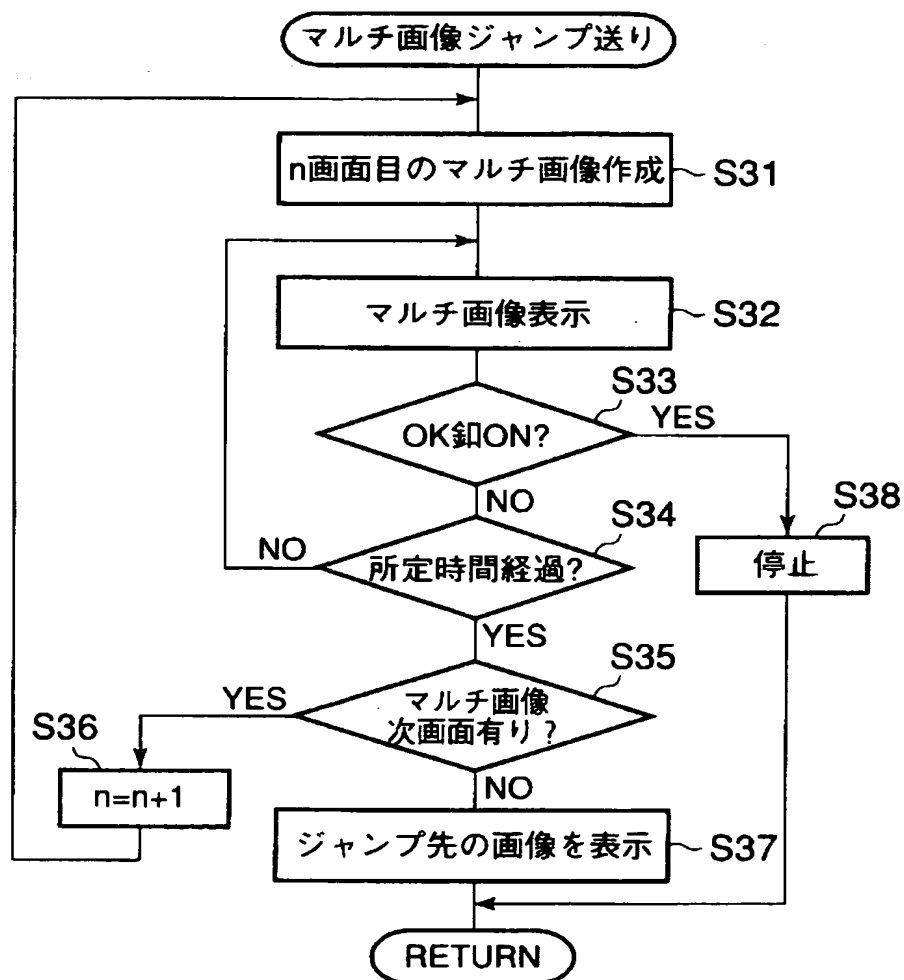 マルチ画像ジャンプ送り
n画面目のマルチ画像作成
S31
マルチ画像表示
S32
S33
OK釦ON?
YES
NO
S34
所定時間経過?
NO
S38
停止
YES
S35
マルチ画像
次画面有り?
YES
S36
n=n+1
NO
ジャンプ先の画像を表示
S37
RETURN